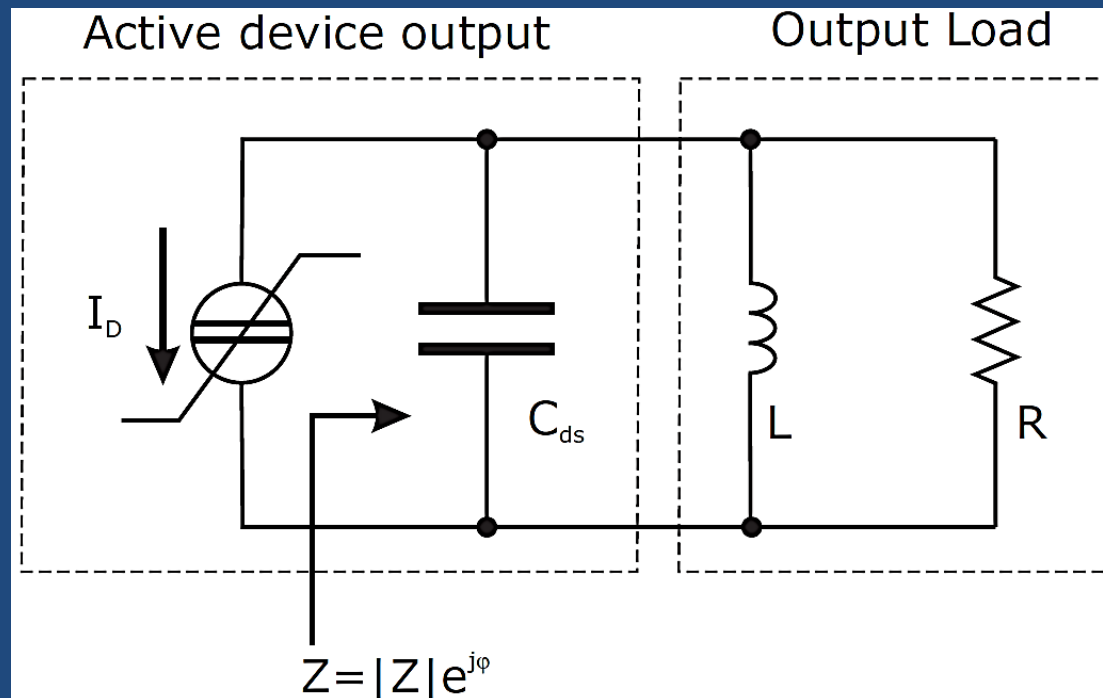 Active device output
Output Load
I_D
C_ds
L
R
Z=|Z|e^jφ